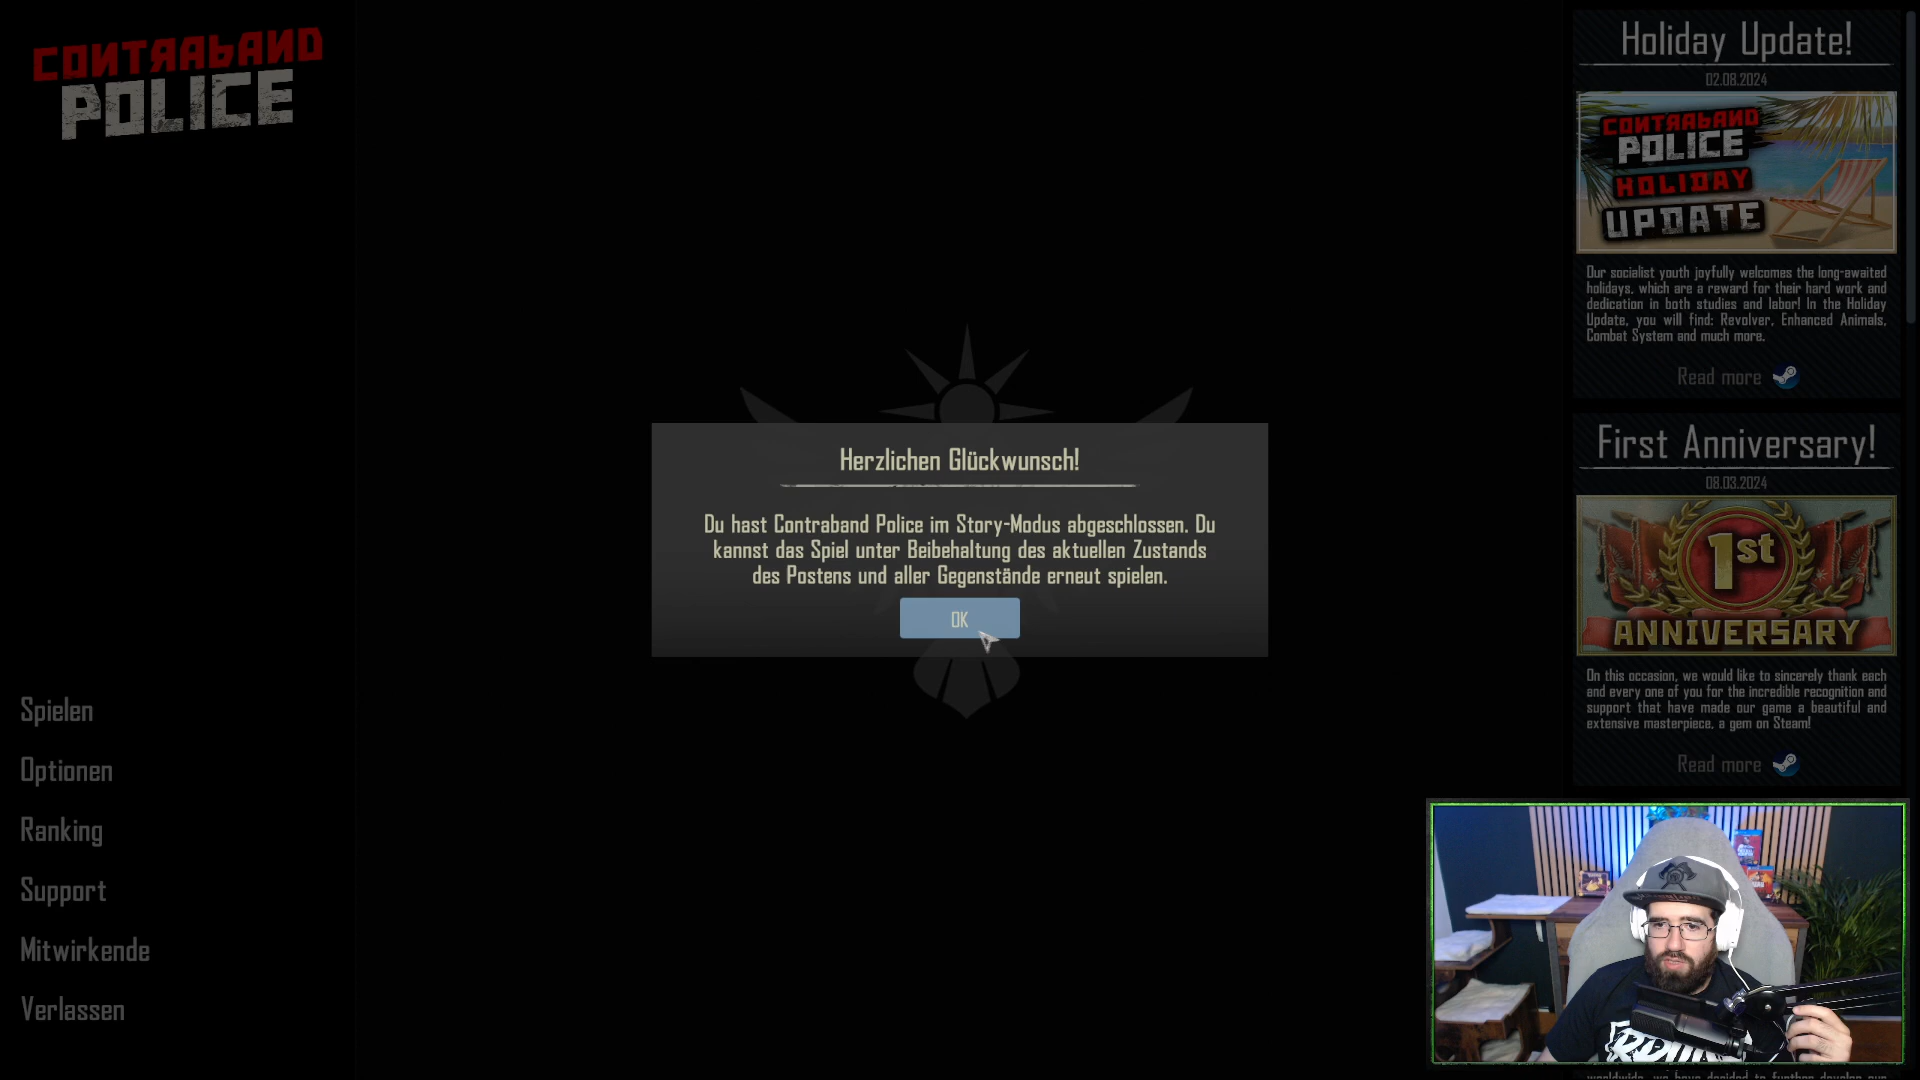 CONTRABAND
POLICE
Spielen
Optionen
Ranking
Support
Mitwirkende
Verlassen
Herzlichen Glückwunsch!
Du hast Contraband Police im Story-Modus abgeschlossen. Du
kannst das Spiel unter Beibehaltung des aktuellen Zustands
des Postens und aller Gegenstände erneut spielen.
OK
Holiday Update!
02.08.2024
CONTRABAND
POLICE
HOLIDAY
UPDATE
Our socialist youth joyfully welcomes the long-awaited
holidays, which are a reward for their hard work and
dedication in both studies and labor! In the Holiday
Update, you will find: Revolver, Enhanced Animals,
Combat System and much more.
Read more
First Anniversary!
08.03.2024
1st
ANNIVERSARY
On this occasion, we would like to sincerely thank each
and every one of you for the incredible recognition and
support that have made our game a beautiful and
extensive masterpiece, a gem on Steam!
Read more